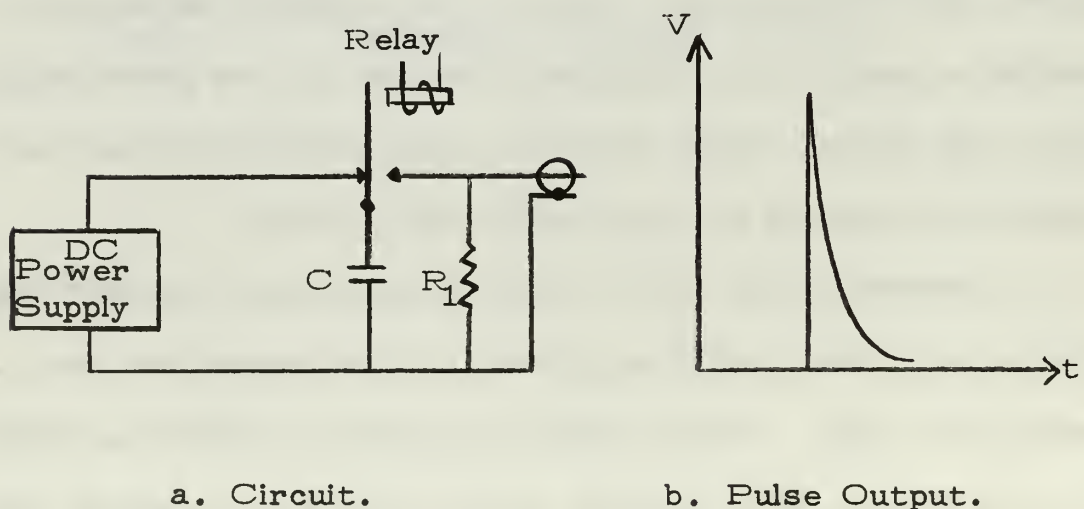 Relay
DC
Power
Supply
C
R1
V
t
a. Circuit.
b. Pulse Output.